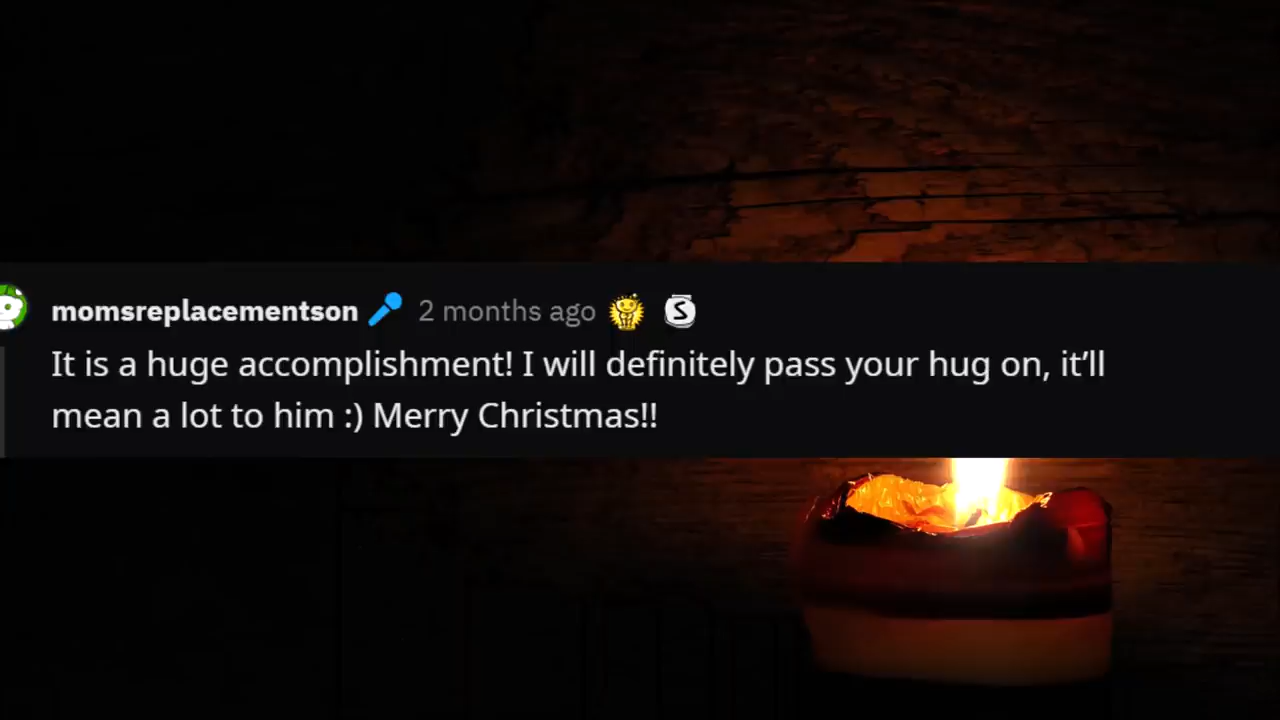 momsreplacementson 2 months ago
It is a huge accomplishment! I will definitely pass your hug on, it’ll
mean a lot to him :) Merry Christmas!!